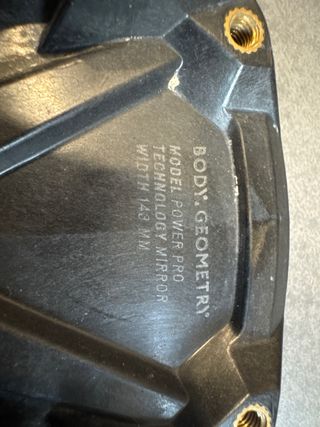 BODY. GEOMETRY
MODEL POWER PRO
TECHNOLOGY MIRROR
WIDTH 143 MM